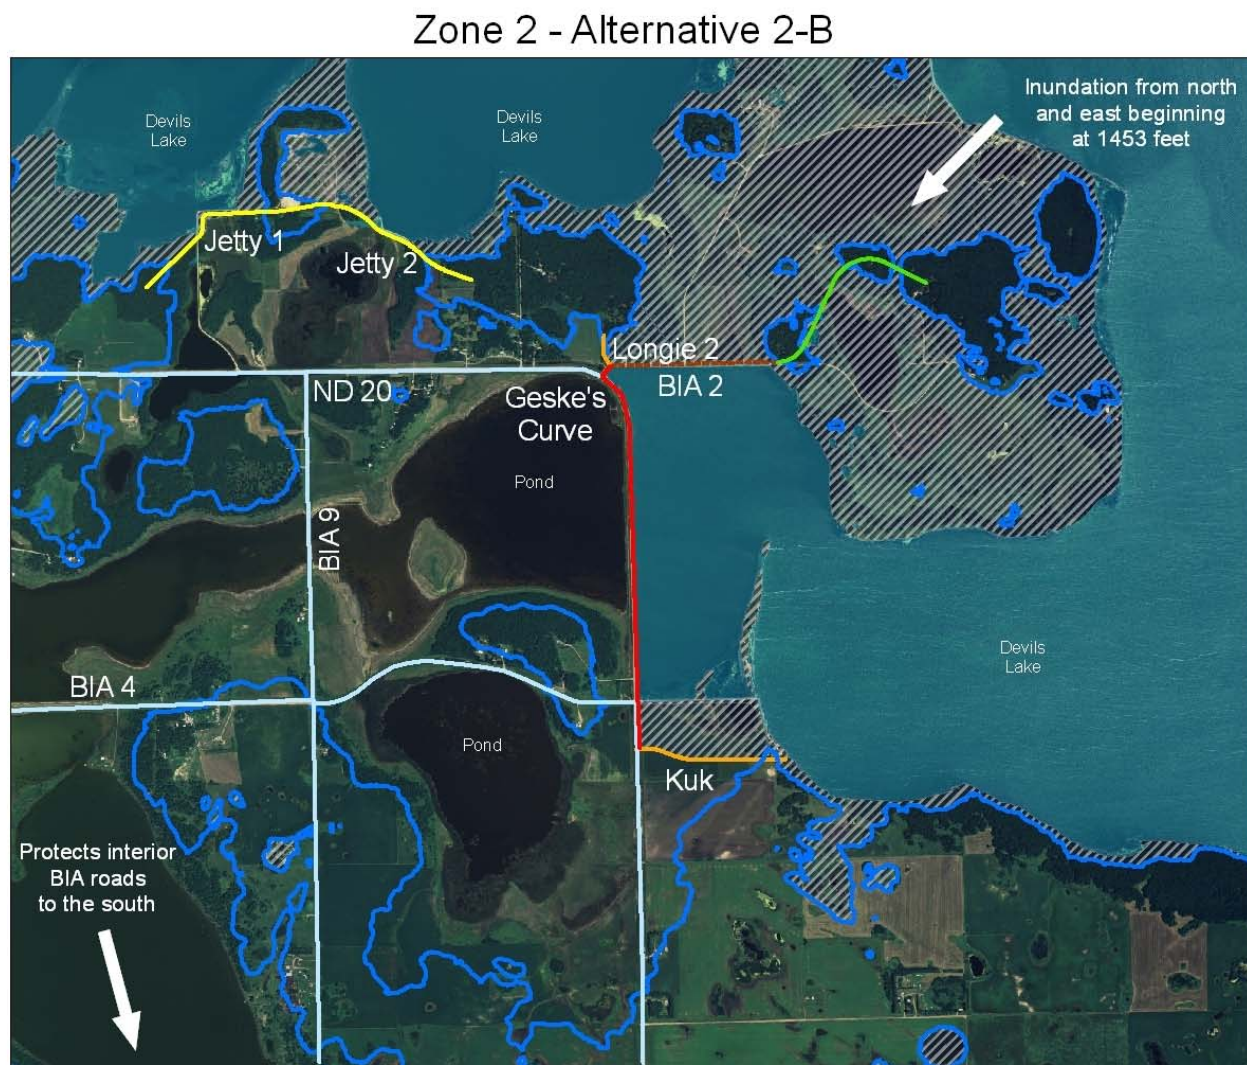 Zone 2 - Alternative 2-B
Inundation from north
and east beginning
at 1453 feet
Devils
Lake
Devils
Lake
Jetty 1
Jetty 2
Longie 2
BIA 2
ND 20
Geske's
Curve
Pond
BIA 9
Devils
Lake
BIA 4
Pond
Kuk
Protects interior
BIA roads
to the south